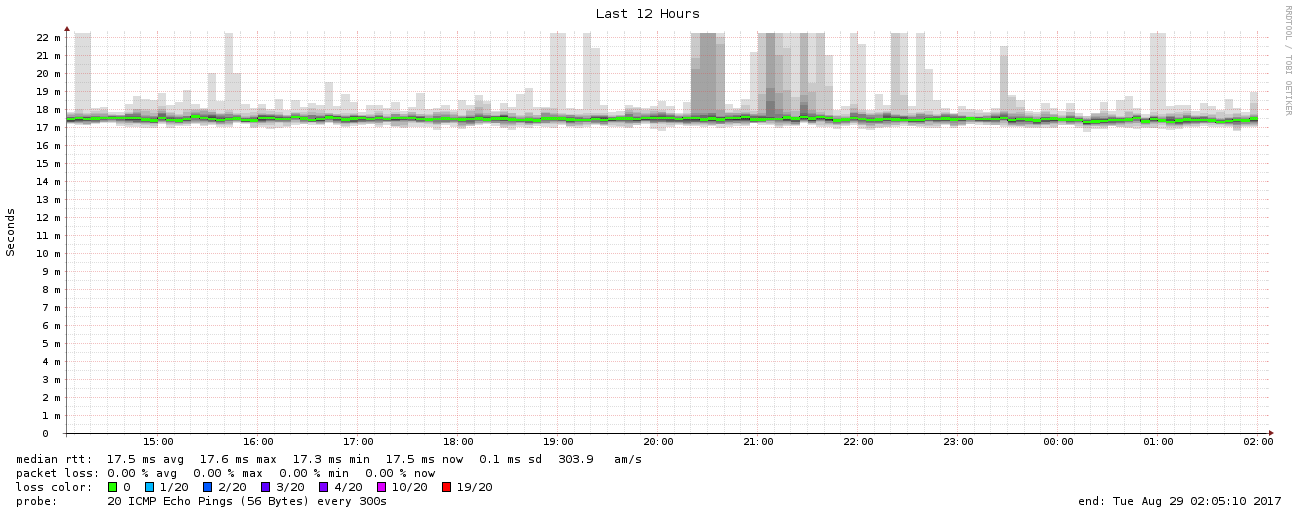 Last 12 Hours
RRDTOOL / TOBI OETIKER
Seconds
22 m
21 m
20 m
19 m
18 m
17 m
16 m
15 m
14 m
13 m
12 m
11 m
10 m
9 m
8 m
7 m
6 m
5 m
4 m
3 m
2 m
1 m
0
15:00 16:00 17:00 18:00 19:00 20:00 21:00 22:00 23:00 00:00 01:00 02:00
median rtt: 17.5 ms avg 17.6 ms max 17.3 ms min 17.5 ms now 0.1 ms sd 303.9 am/s
packet loss: 0.00 % avg 0.00 % max 0.00 % min 0.00 % now
loss color: 0 1/20 2/20 3/20 4/20 10/20 19/20
probe: 20 ICMP Echo Pings (56 Bytes) every 300s end: Tue Aug 29 02:05:10 2017